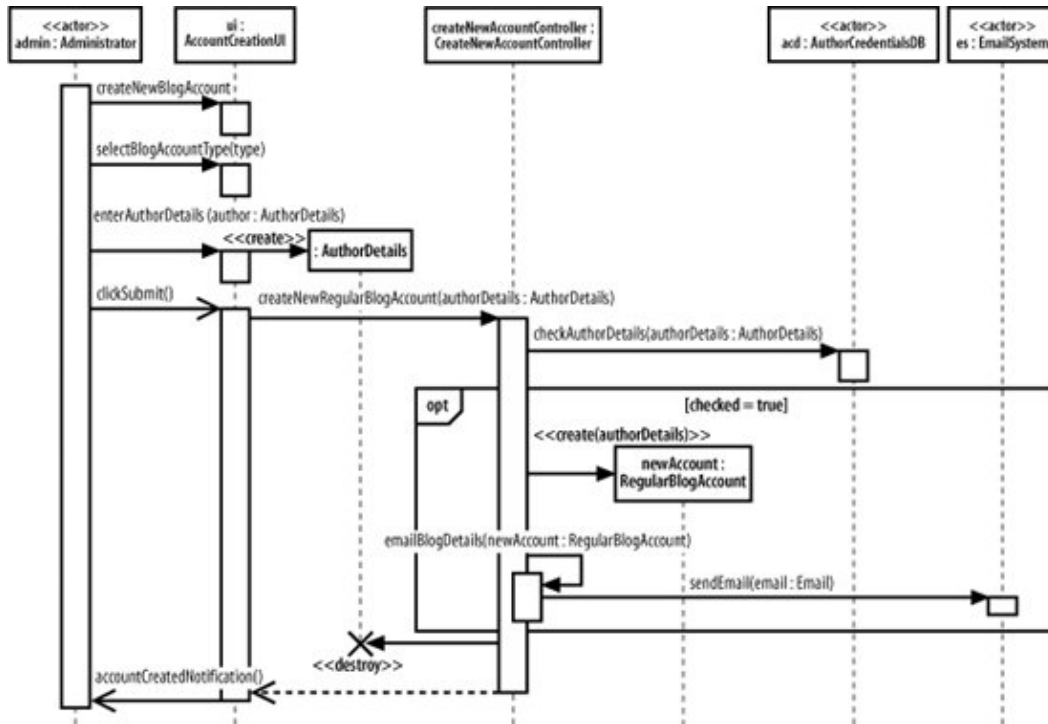 <<actor>>
admin : Administrator
ui :
AccountCreationUI
createNewAccountController :
CreateNewAccountController
<<actor>>
acd : AuthorCredentialsDB
<<actor>>
es : EmailSystem
createNewBlogAccount
selectBlogAccountType(type)
enterAuthorDetails (author : AuthorDetails)
<<create>>
: AuthorDetails
clickSubmit()
createNewRegularBlogAccount(authorDetails : AuthorDetails)
checkAuthorDetails(authorDetails : AuthorDetails)
opt
[checked = true]
<<create(authorDetails)>>
newAccount :
RegularBlogAccount
emailBlogDetails(newAccount : RegularBlogAccount)
sendEmail(email : Email)
<<destroy>>
accountCreatedNotification()